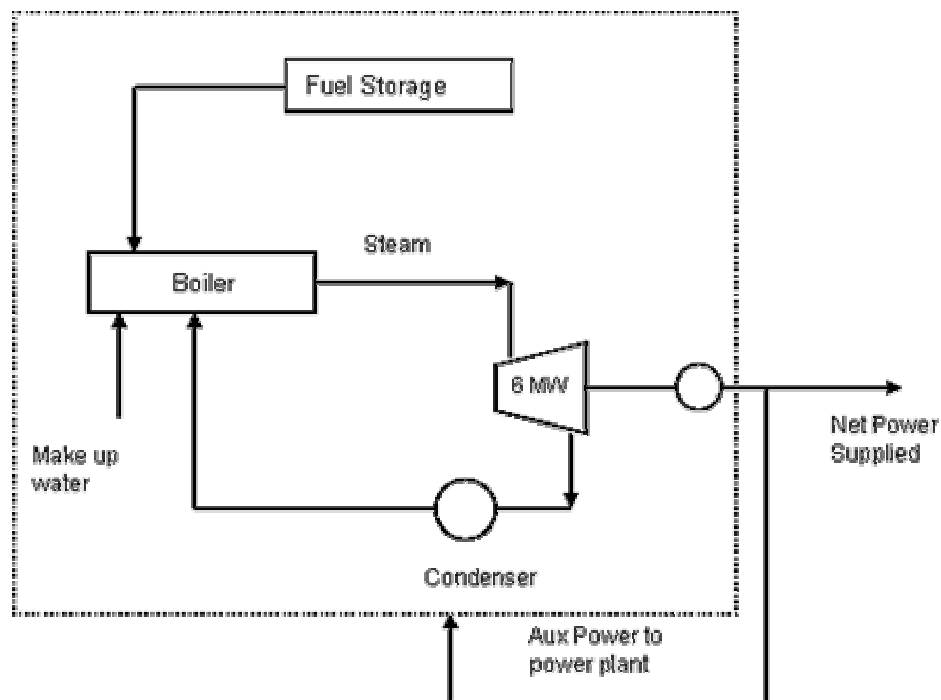 Fuel Storage
Steam
Boiler
6 MW
Net Power
Supplied
Make up
water
Condenser
Aux Power to
power plant